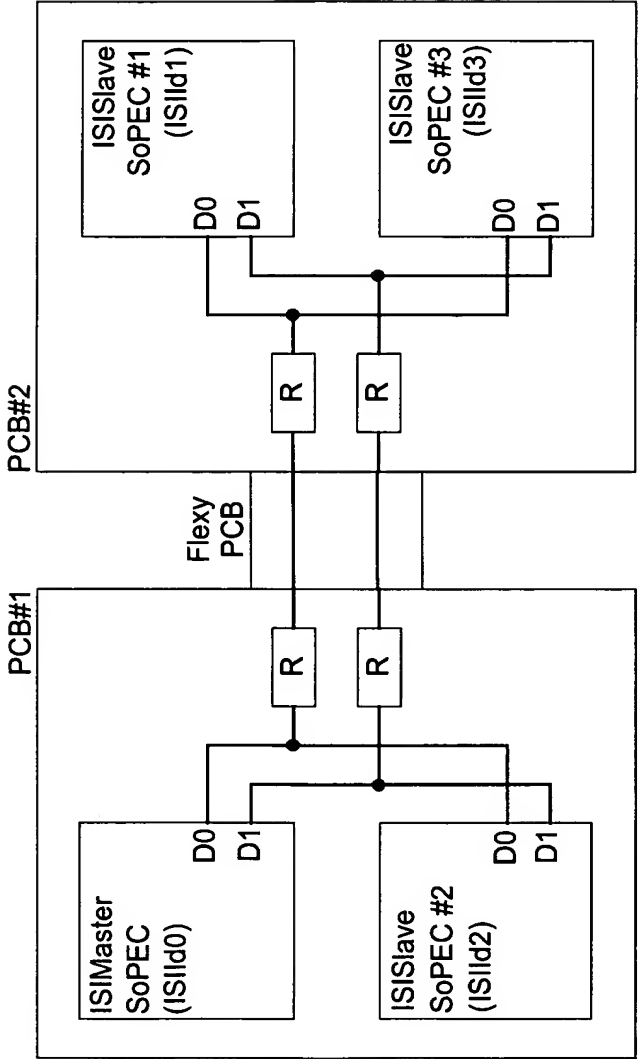 PCB#1
ISIMaster
SoPEC
(ISIId0)
D0
D1
ISISlave
SoPEC #2
(ISIId2)
D0
D1
R
R
Flexy
PCB
PCB#2
R
R
ISISlave
SoPEC #1
(ISIId1)
D0
D1
ISISlave
SoPEC #3
(ISIId3)
D0
D1